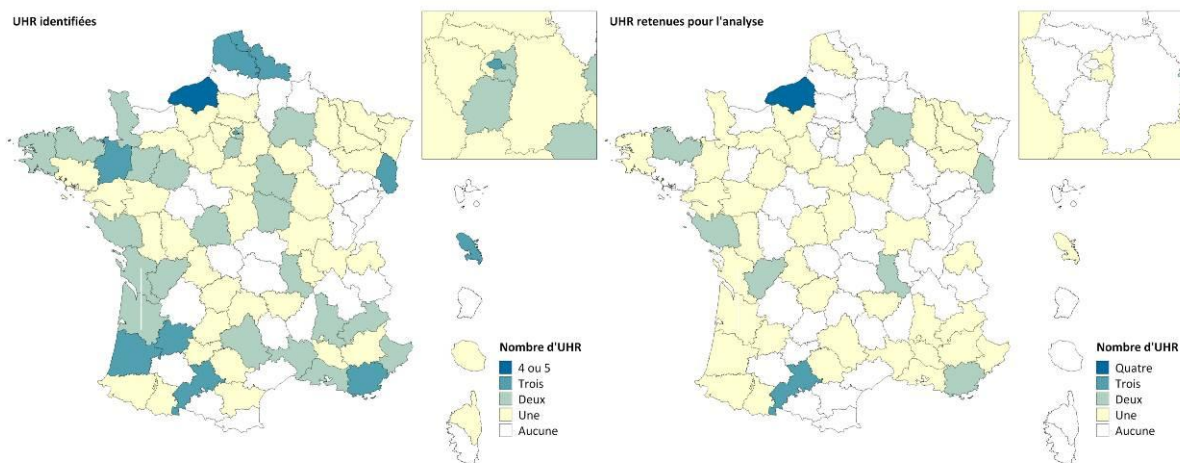 UHR identifiées
Nombre d'UHR
4 ou 5
Trois
Deux
Une
Aucune
UHR retenues pour l'analyse
Nombre d'UHR
Quatre
Trois
Deux
Une
Aucune